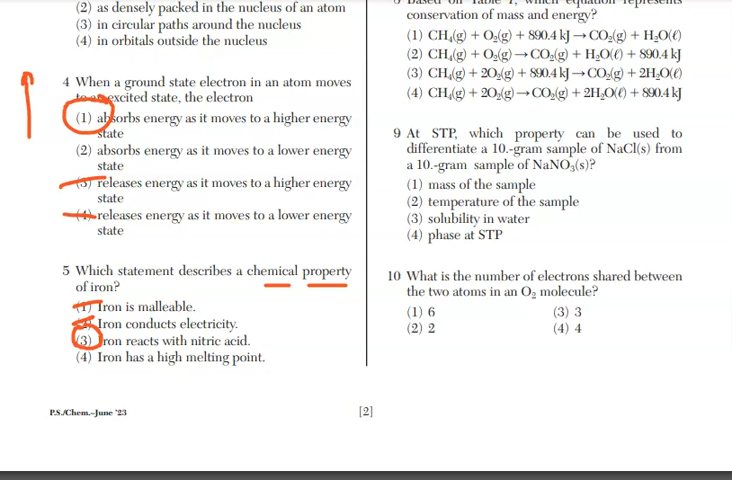 (2) as densely packed in the nucleus of an atom
(3) in circular paths around the nucleus
(4) in orbitals outside the nucleus
4 When a ground state electron in an atom moves
to an excited state, the electron
(1) absorbs energy as it moves to a higher energy
state
(2) absorbs energy as it moves to a lower energy
state
(3) releases energy as it moves to a higher energy
state
(4) releases energy as it moves to a lower energy
state
5 Which statement describes a chemical property
of iron?
(1) Iron is malleable.
(2) Iron conducts electricity.
(3) Iron reacts with nitric acid.
(4) Iron has a high melting point.
P.S./Chem.–June '23
[2]
conservation of mass and energy?
(1) CH₄(g) + O₂(g) + 890.4 kJ → CO₂(g) + H₂O(ℓ)
(2) CH₄(g) + O₂(g) → CO₂(g) + H₂O(ℓ) + 890.4 kJ
(3) CH₄(g) + 2O₂(g) + 890.4 kJ → CO₂(g) + 2H₂O(ℓ)
(4) CH₄(g) + 2O₂(g) → CO₂(g) + 2H₂O(ℓ) + 890.4 kJ
9 At STP, which property can be used to
differentiate a 10.-gram sample of NaCl(s) from
a 10.-gram sample of NaNO₃(s)?
(1) mass of the sample
(2) temperature of the sample
(3) solubility in water
(4) phase at STP
10 What is the number of electrons shared between
the two atoms in an O₂ molecule?
(1) 6 (3) 3
(2) 2 (4) 4